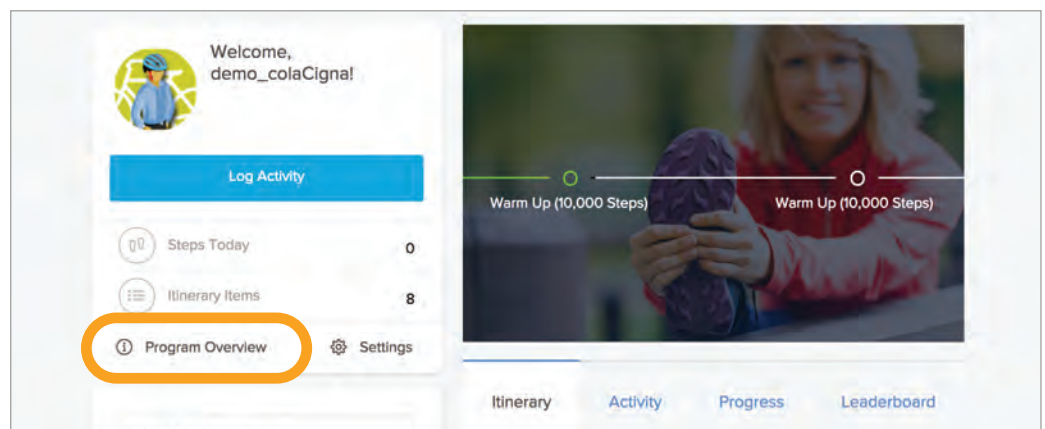 Welcome,
demo_colaCigna!
Log Activity
Steps Today 0
Itinerary Items 8
Program Overview
Settings
Warm Up (10,000 Steps)
Warm Up (10,000 Steps)
Itinerary
Activity
Progress
Leaderboard